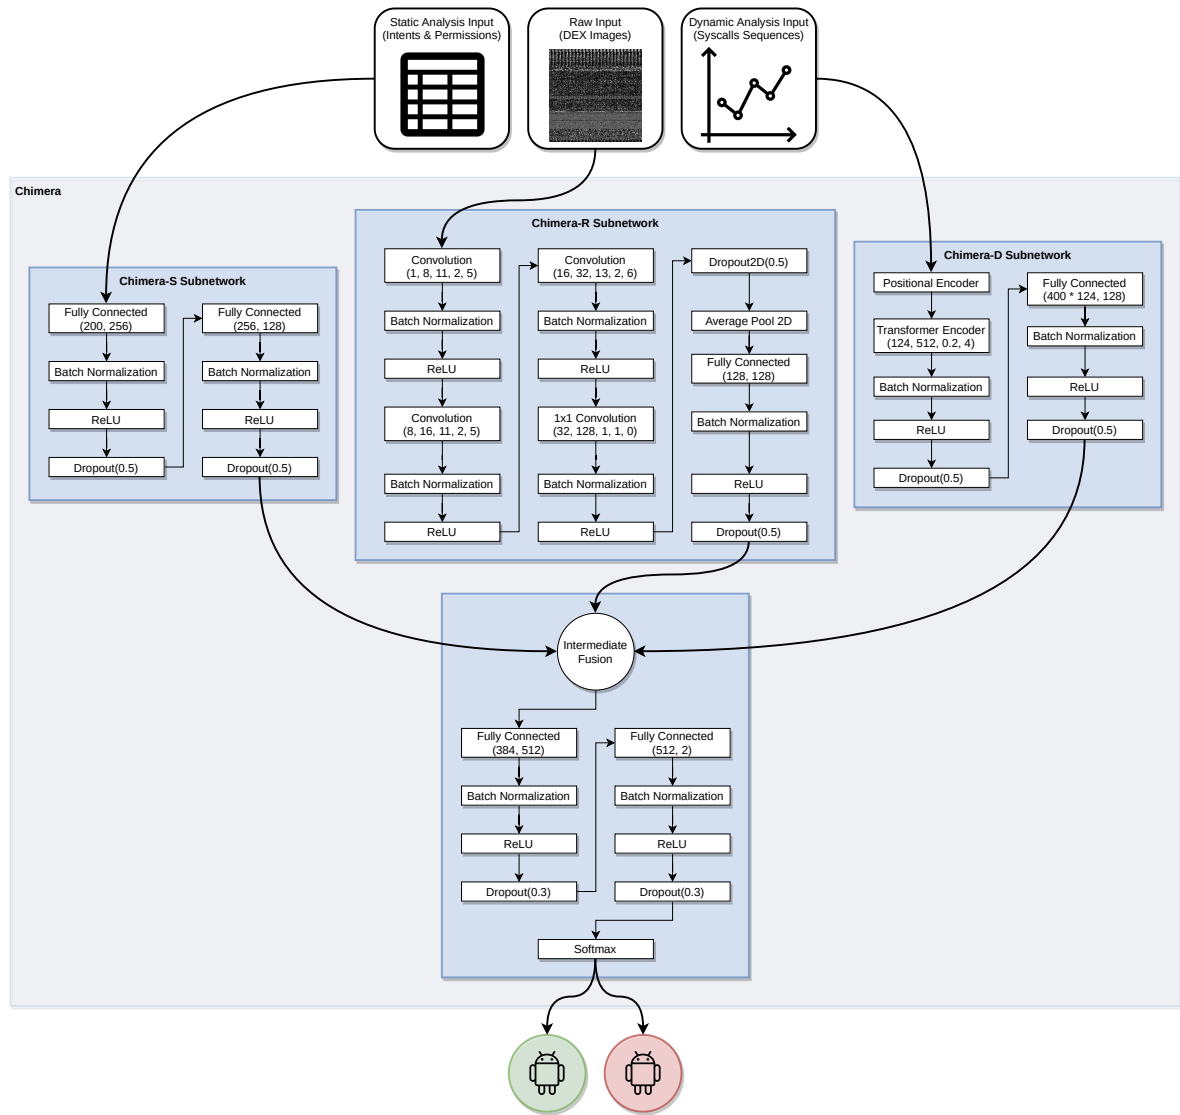 Static Analysis Input
(Intents & Permissions)
Raw Input
(DEX Images)
Dynamic Analysis Input
(Syscalls Sequences)
Chimera
Chimera-S Subnetwork
Fully Connected
(200, 256)
Batch Normalization
ReLU
Dropout(0.5)
Fully Connected
(256, 128)
Batch Normalization
ReLU
Dropout(0.5)
Chimera-R Subnetwork
Convolution
(1, 8, 11, 2, 5)
Batch Normalization
ReLU
Convolution
(8, 16, 11, 2, 5)
Batch Normalization
ReLU
Convolution
(16, 32, 13, 2, 6)
Batch Normalization
ReLU
1x1 Convolution
(32, 128, 1, 1, 0)
Batch Normalization
ReLU
Dropout2D(0.5)
Average Pool 2D
Fully Connected
(128, 128)
Batch Normalization
ReLU
Dropout(0.5)
Chimera-D Subnetwork
Positional Encoder
Transformer Encoder
(124, 512, 0.2, 4)
Batch Normalization
ReLU
Dropout(0.5)
Fully Connected
(400 * 124, 128)
Batch Normalization
ReLU
Dropout(0.5)
Intermediate
Fusion
Fully Connected
(384, 512)
Batch Normalization
ReLU
Dropout(0.3)
Fully Connected
(512, 2)
Batch Normalization
ReLU
Dropout(0.3)
Softmax